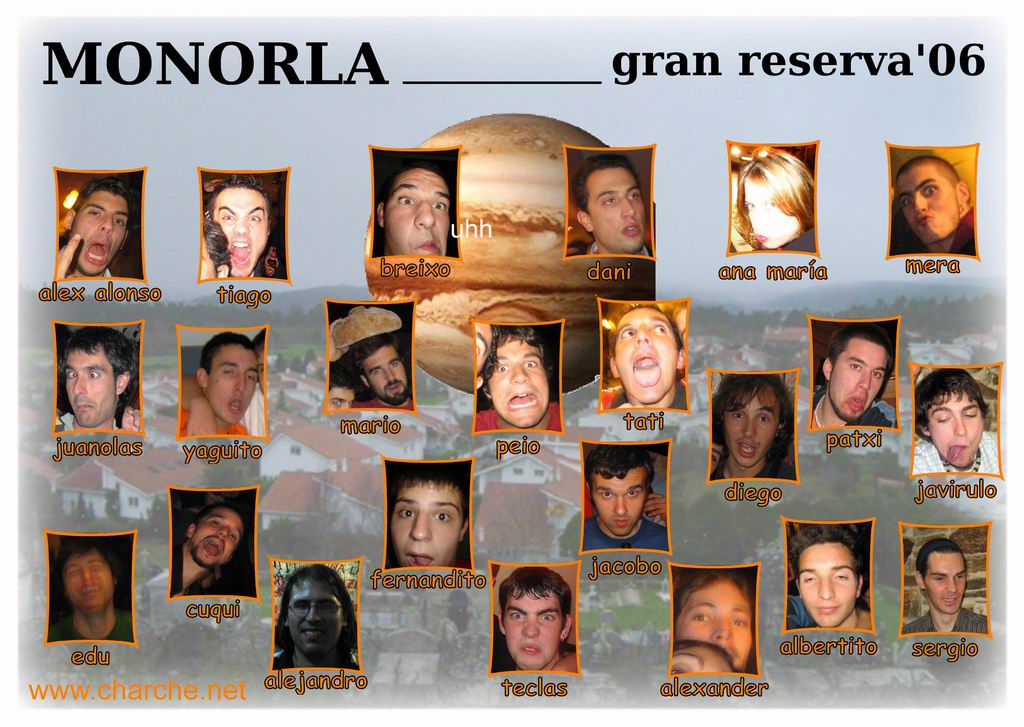 MONORLA __________ gran reserva'06
uhh
breixo
dani
ana maría
mera
alex alonso
tiago
juanolas
yaguito
mario
peio
tati
diego
patxi
javirulo
edu
cuqui
alejandro
fernandito
teclas
jacobo
alexander
albertito
sergio
www.charche.net